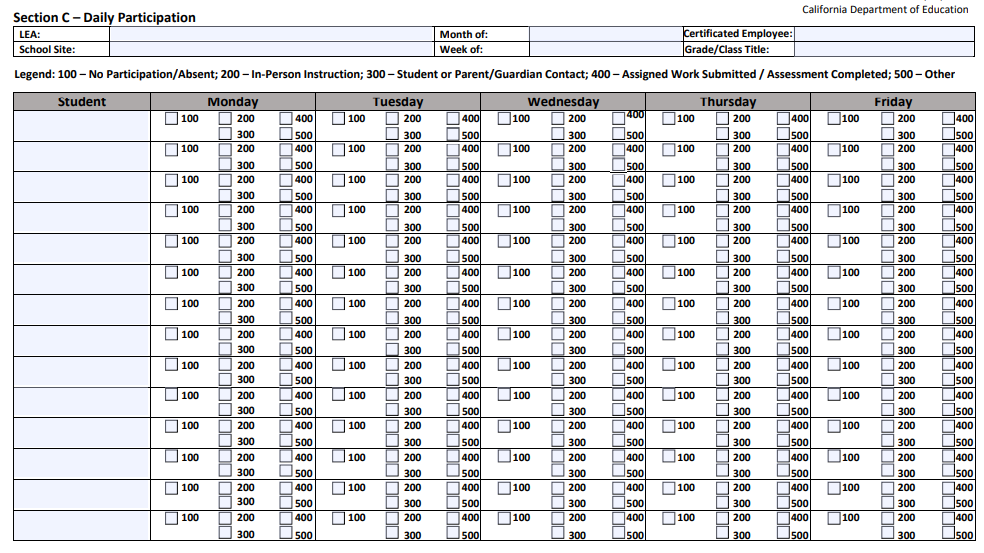 California Department of Education
Section C – Daily Participation
LEA: Month of: Certificated Employee:
School Site: Week of: Grade/Class Title:
Legend: 100 – No Participation/Absent; 200 – In-Person Instruction; 300 – Student or Parent/Guardian Contact; 400 – Assigned Work Submitted / Assessment Completed; 500 – Other
Student Monday Tuesday Wednesday Thursday Friday
100 200 400 100 200 400 100 200 400 100 200 400 100 200 400
300 500 300 500 300 500 300 500 300 500
100 200 400 100 200 400 100 200 400 100 200 400 100 200 400
300 500 300 500 300 500 300 500 300 500
100 200 400 100 200 400 100 200 400 100 200 400 100 200 400
300 500 300 500 300 500 300 500 300 500
100 200 400 100 200 400 100 200 400 100 200 400 100 200 400
300 500 300 500 300 500 300 500 300 500
100 200 400 100 200 400 100 200 400 100 200 400 100 200 400
300 500 300 500 300 500 300 500 300 500
100 200 400 100 200 400 100 200 400 100 200 400 100 200 400
300 500 300 500 300 500 300 500 300 500
100 200 400 100 200 400 100 200 400 100 200 400 100 200 400
300 500 300 500 300 500 300 500 300 500
100 200 400 100 200 400 100 200 400 100 200 400 100 200 400
300 500 300 500 300 500 300 500 300 500
100 200 400 100 200 400 100 200 400 100 200 400 100 200 400
300 500 300 500 300 500 300 500 300 500
100 200 400 100 200 400 100 200 400 100 200 400 100 200 400
300 500 300 500 300 500 300 500 300 500
100 200 400 100 200 400 100 200 400 100 200 400 100 200 400
300 500 300 500 300 500 300 500 300 500
100 200 400 100 200 400 100 200 400 100 200 400 100 200 400
300 500 300 500 300 500 300 500 300 500
100 200 400 100 200 400 100 200 400 100 200 400 100 200 400
300 500 300 500 300 500 300 500 300 500
100 200 400 100 200 400 100 200 400 100 200 400 100 200 400
300 500 300 500 300 500 300 500 300 500